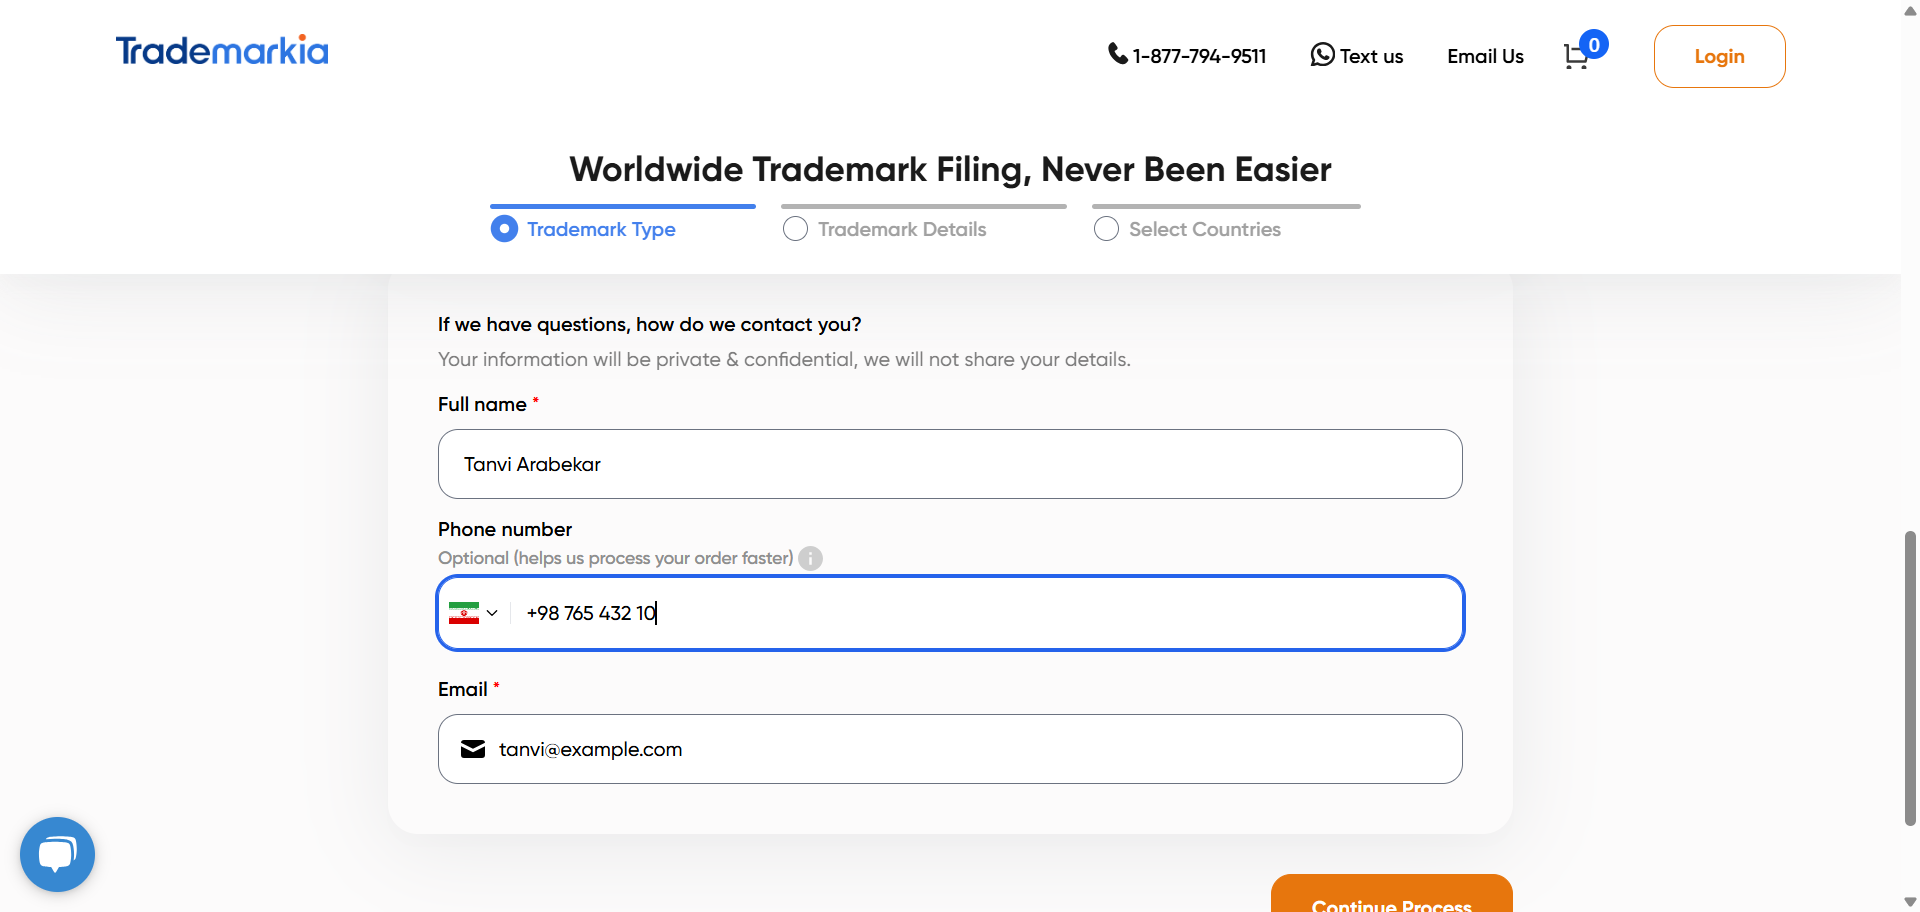 Trademarkia
1-877-794-9511
Text us
Email Us
0
Login
Worldwide Trademark Filing, Never Been Easier
Trademark Type
Trademark Details
Select Countries
If we have questions, how do we contact you?
Your information will be private & confidential, we will not share your details.
Full name *
Tanvi Arabekar
Phone number
Optional (helps us process your order faster) i
+98 765 432 10
Email *
tanvi@example.com
Continue Process